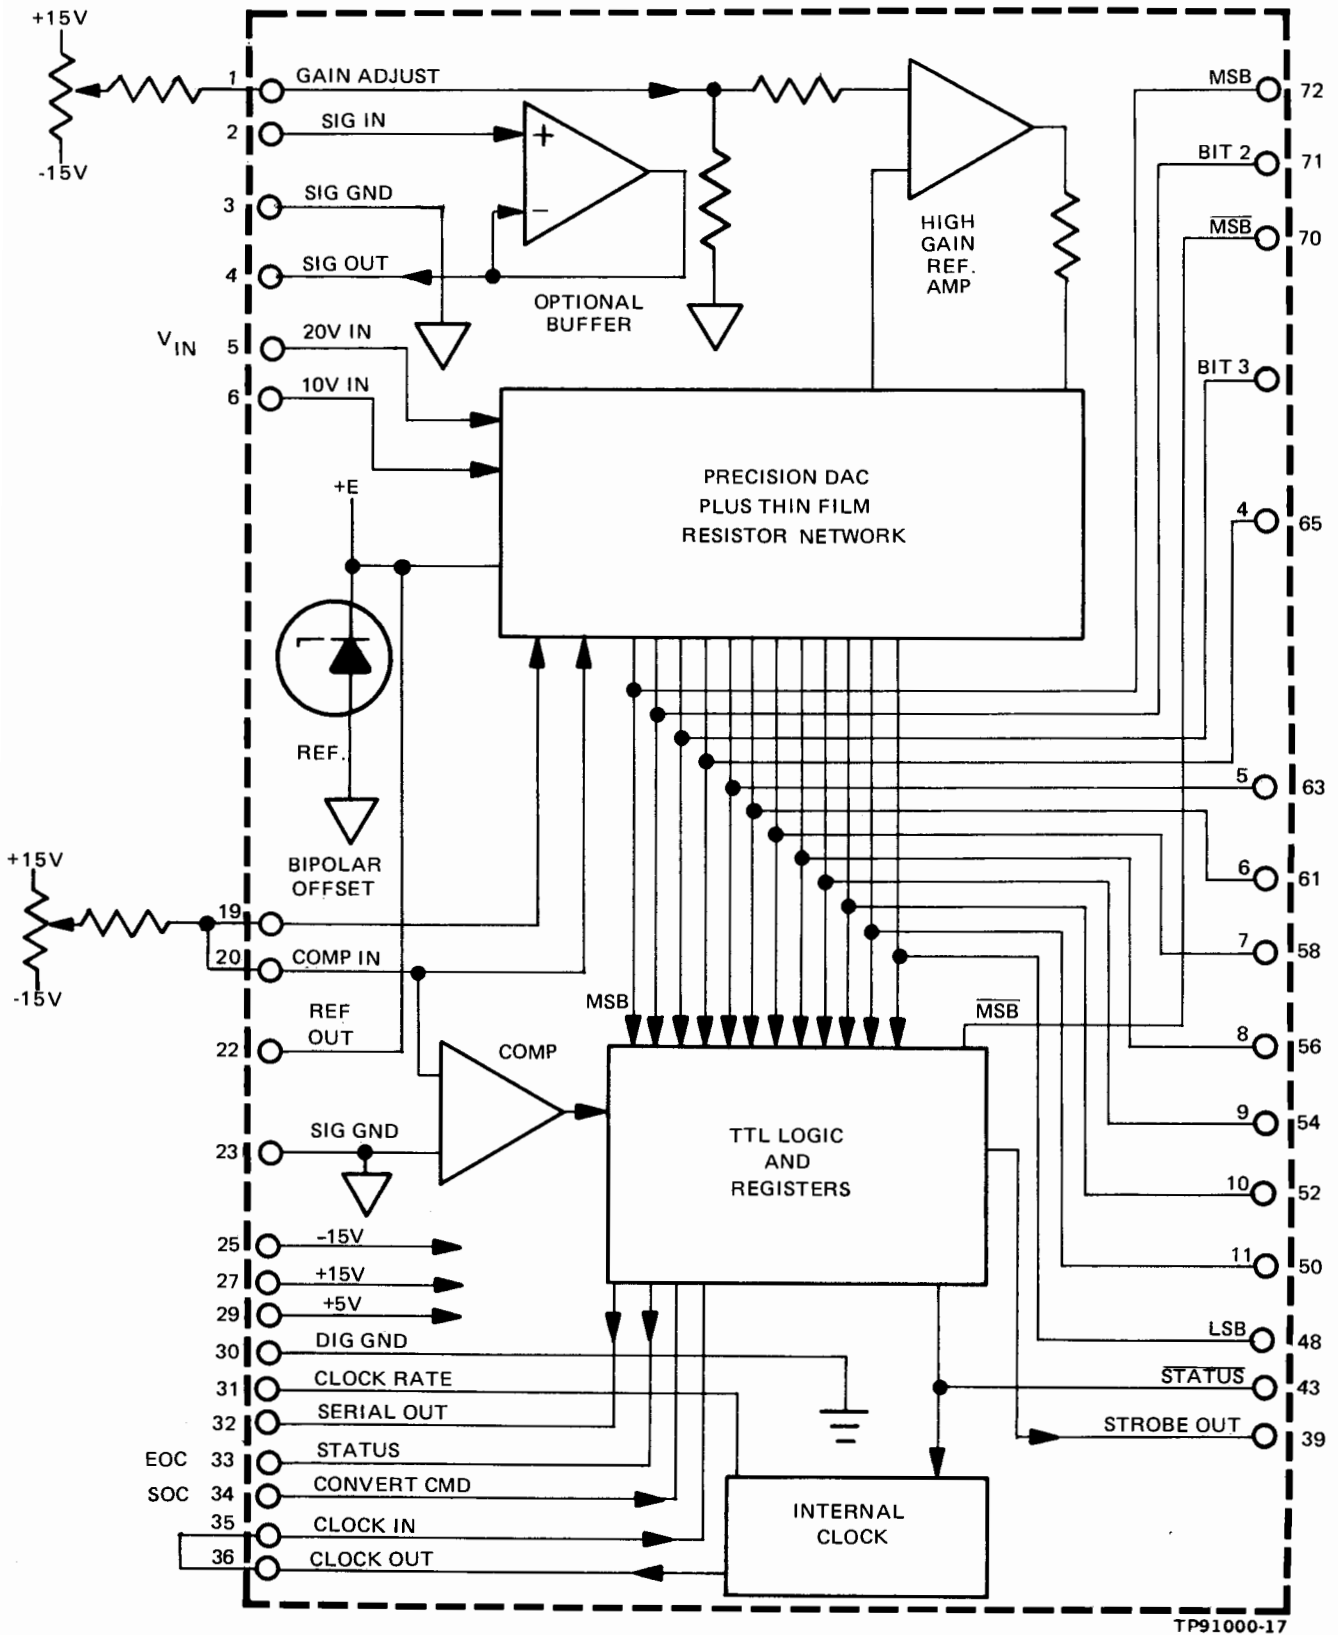 +15V
-15V
1 GAIN ADJUST
2 SIG IN
3 SIG GND
4 SIG OUT
V_IN 5 20V IN
6 10V IN
+
−
OPTIONAL
BUFFER
HIGH
GAIN
REF.
AMP
MSB 72
BIT 2 71
M̅S̅B̅ 70
BIT 3
4 65
PRECISION DAC
PLUS THIN FILM
RESISTOR NETWORK
+E
REF.
BIPOLAR
OFFSET
+15V
-15V
19
20 COMP IN
REF
OUT
22
23 SIG GND
COMP
MSB
M̅S̅B̅
TTL LOGIC
AND
REGISTERS
5 63
6 61
7 58
8 56
9 54
10 52
11 50
LSB 48
S̅T̅A̅T̅U̅S̅ 43
STROBE OUT 39
25 -15V
27 +15V
29 +5V
30 DIG GND
31 CLOCK RATE
32 SERIAL OUT
EOC 33 STATUS
SOC 34 CONVERT CMD
35 CLOCK IN
36 CLOCK OUT
INTERNAL
CLOCK
TP91000-17